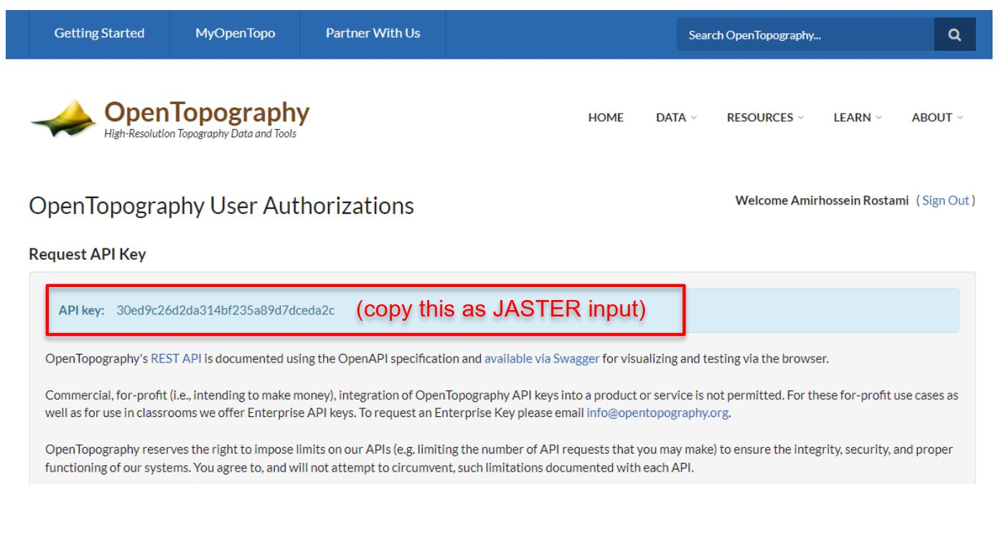 Getting Started MyOpenTopo Partner With Us Search OpenTopography...
OpenTopography
High-Resolution Topography Data and Tools
HOME DATA RESOURCES LEARN ABOUT
OpenTopography User Authorizations
Welcome Amirhossein Rostami ( Sign Out )
Request API Key
API key: 30ed9c26d2da314bf235a89d7dceda2c (copy this as JASTER input)
OpenTopography's REST API is documented using the OpenAPI specification and available via Swagger for visualizing and testing via the browser.
Commercial, for-profit (i.e., intending to make money), integration of OpenTopography API keys into a product or service is not permitted. For these for-profit use cases as
well as for use in classrooms we offer Enterprise API keys. To request an Enterprise Key please email info@opentopography.org.
OpenTopography reserves the right to impose limits on our APIs (e.g. limiting the number of API requests that you may make) to ensure the integrity, security, and proper
functioning of our systems. You agree to, and will not attempt to circumvent, such limitations documented with each API.